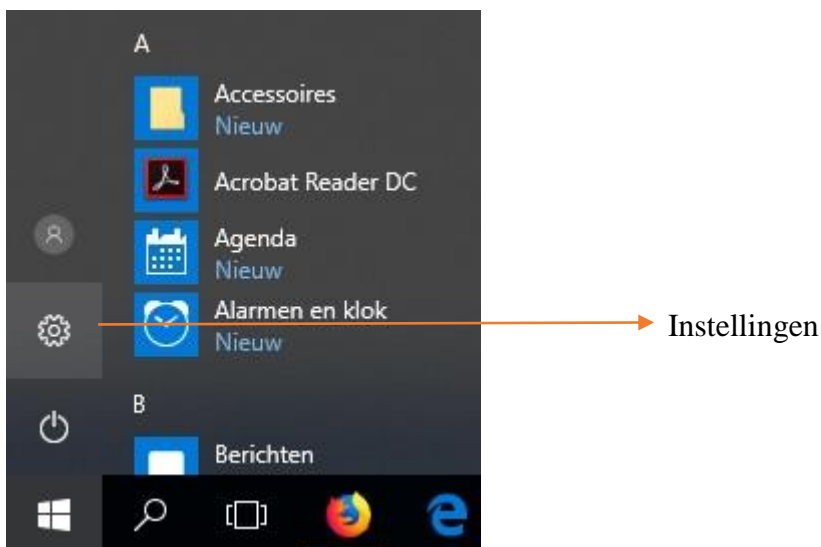 A
Accessoires
Nieuw
Acrobat Reader DC
Agenda
Nieuw
Alarmen en klok
Nieuw
Instellingen
B
Berichten